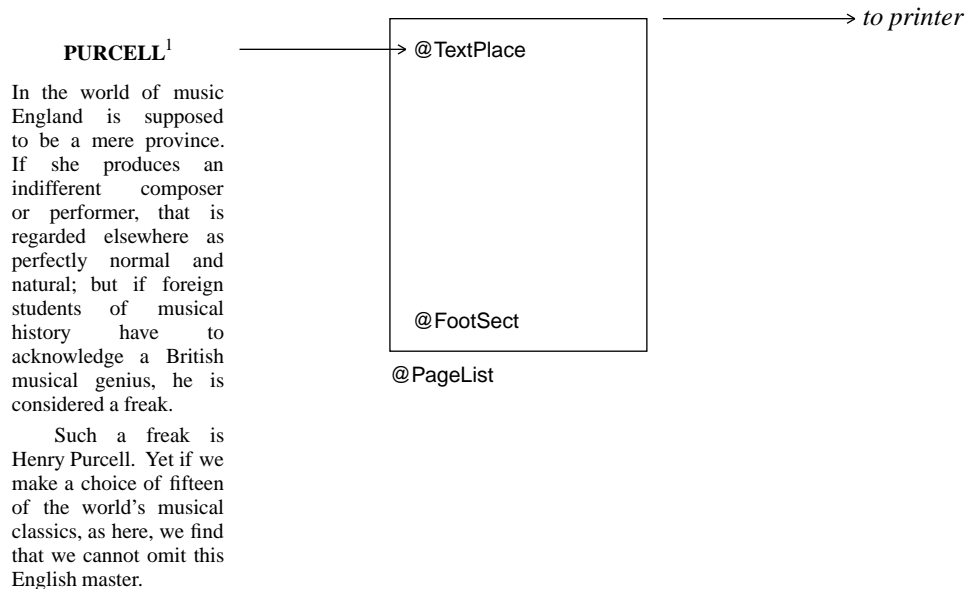 to printer
@TextPlace
PURCELL1
In the world of music
England is supposed
to be a mere province.
If she produces an
indifferent composer
or performer, that is
regarded elsewhere as
perfectly normal and
natural; but if foreign
students of musical
history have to
acknowledge a British
musical genius, he is
considered a freak.
Such a freak is
Henry Purcell. Yet if we
make a choice of fifteen
of the world's musical
classics, as here, we find
that we cannot omit this
English master.
@FootSect
@PageList